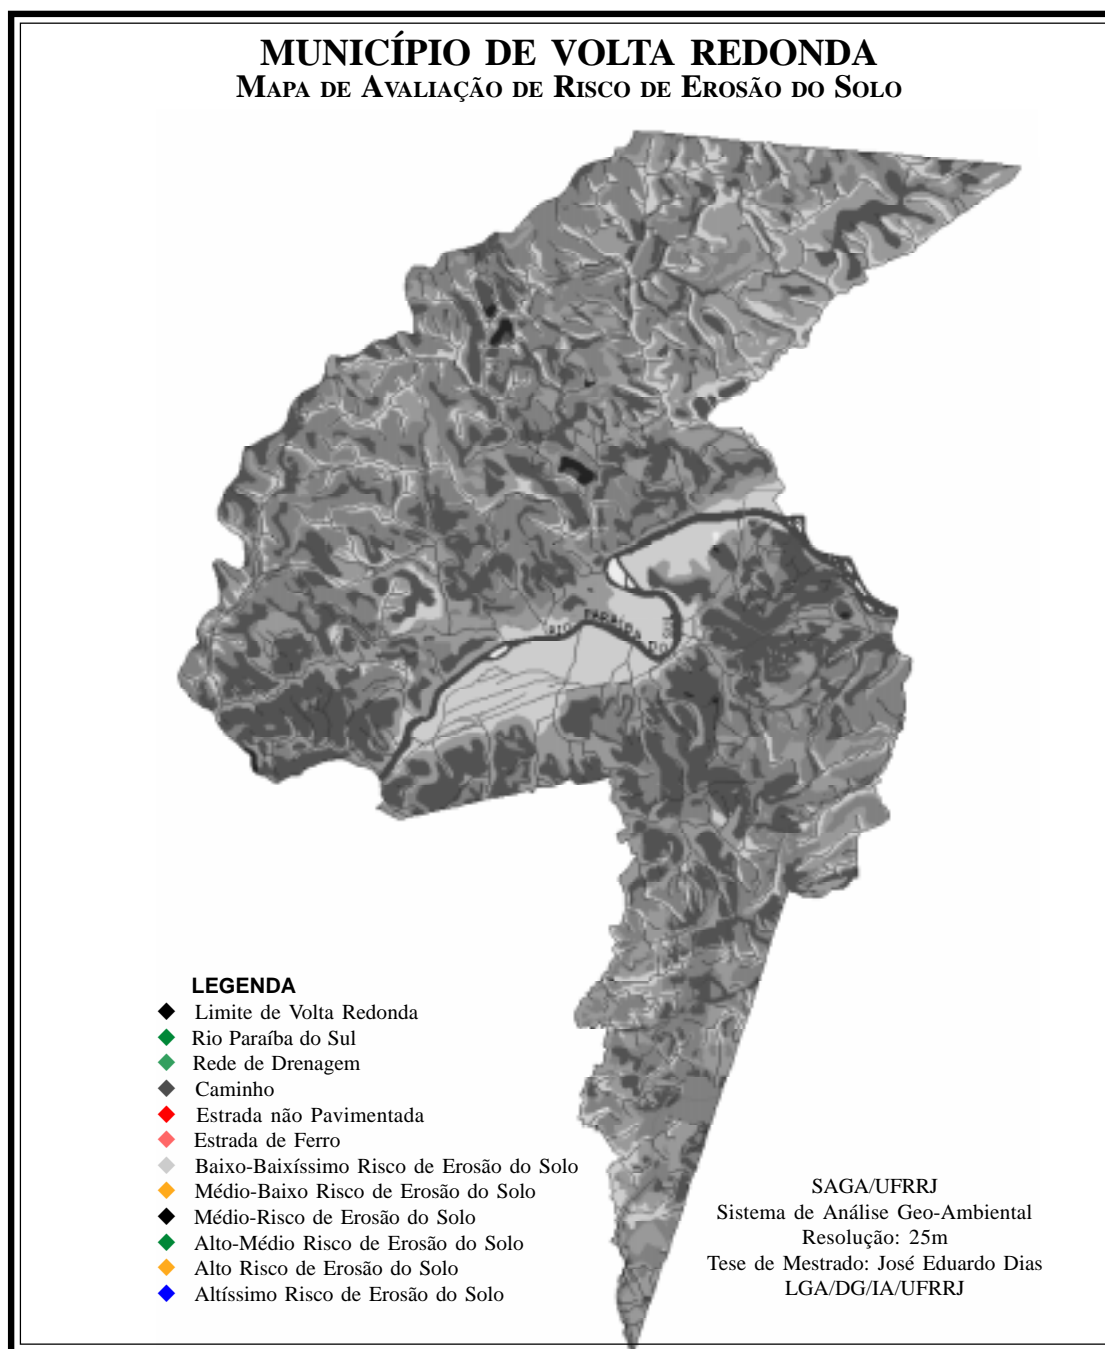 MUNICÍPIO DE VOLTA REDONDA
MAPA DE AVALIAÇÃO DE RISCO DE EROSÃO DO SOLO
RIO PARAÍBA DO SUL
LEGENDA
Limite de Volta Redonda
Rio Paraíba do Sul
Rede de Drenagem
Caminho
Estrada não Pavimentada
Estrada de Ferro
Baixo-Baixíssimo Risco de Erosão do Solo
Médio-Baixo Risco de Erosão do Solo
Médio-Risco de Erosão do Solo
Alto-Médio Risco de Erosão do Solo
Alto Risco de Erosão do Solo
Altíssimo Risco de Erosão do Solo
SAGA/UFRRJ
Sistema de Análise Geo-Ambiental
Resolução: 25m
Tese de Mestrado: José Eduardo Dias
LGA/DG/IA/UFRRJ